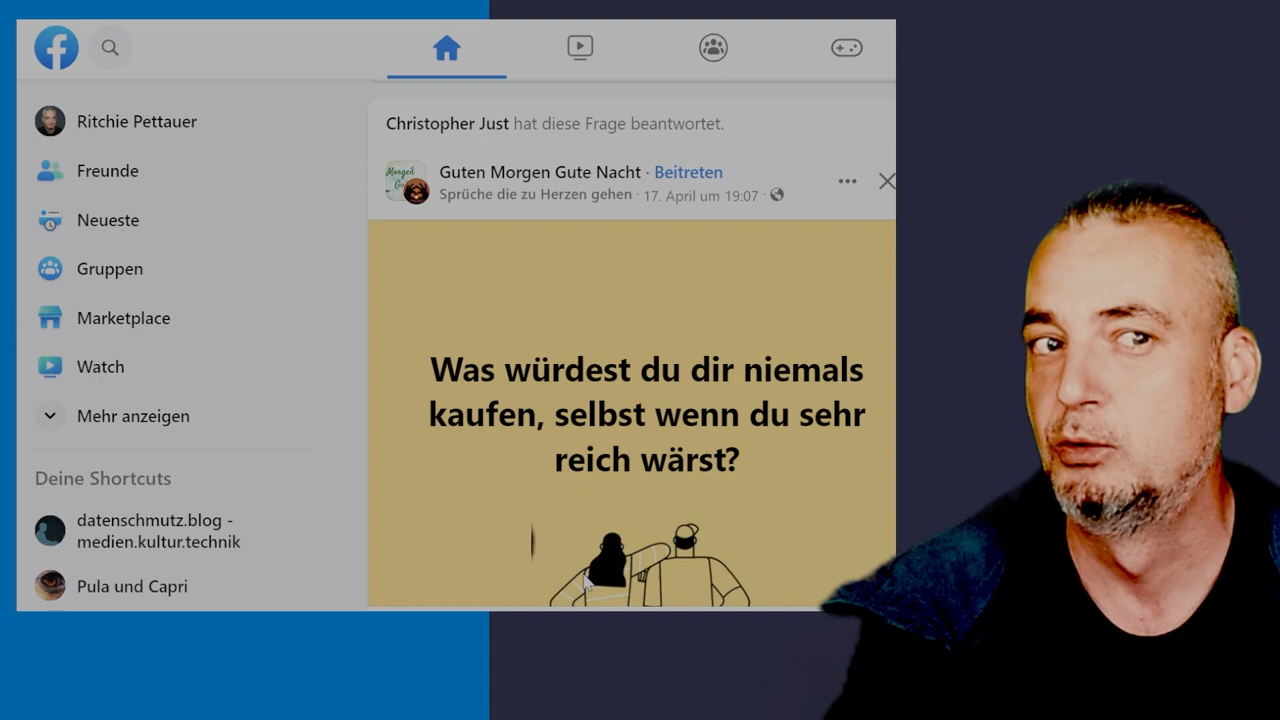 Ritchie Pettauer
Freunde
Neueste
Gruppen
Marketplace
Watch
Mehr anzeigen
Deine Shortcuts
datenschmutz.blog -
medien.kultur.technik
Pula und Capri
Christopher Just hat diese Frage beantwortet.
Guten Morgen Gute Nacht · Beitreten
Sprüche die zu Herzen gehen · 17. April um 19:07 ·
Was würdest du dir niemals
kaufen, selbst wenn du sehr
reich wärst?